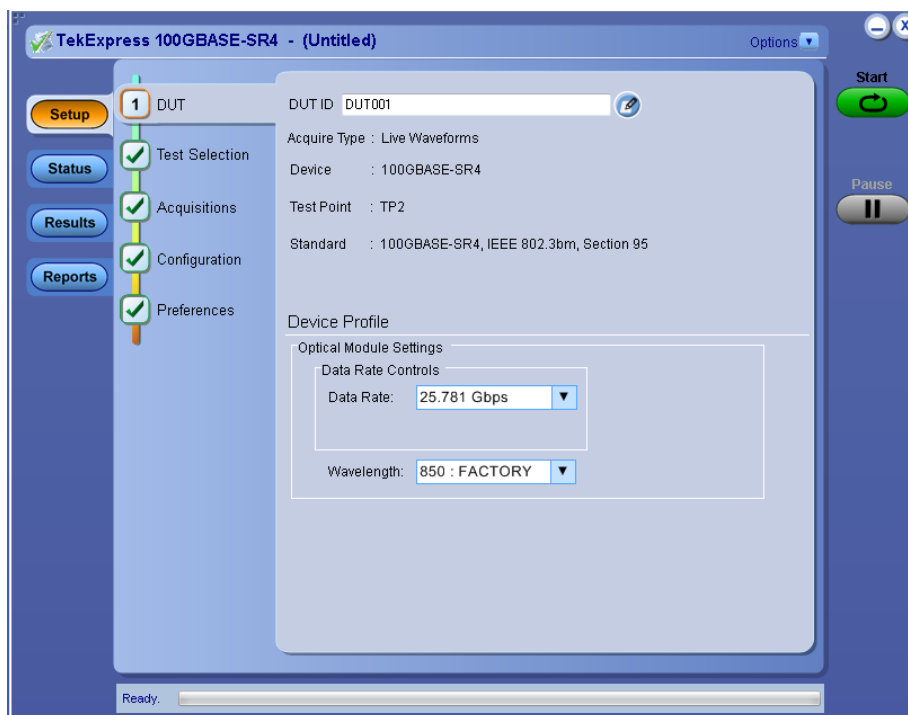 TekExpress 100GBASE-SR4 - (Untitled)
Options
X
Start
Pause
Setup
Status
Results
Reports
1 DUT
Test Selection
Acquisitions
Configuration
Preferences
DUT ID DUT001
Acquire Type : Live Waveforms
Device : 100GBASE-SR4
Test Point : TP2
Standard : 100GBASE-SR4, IEEE 802.3bm, Section 95
Device Profile
Optical Module Settings
Data Rate Controls
Data Rate: 25.781 Gbps
Wavelength: 850 : FACTORY
Ready.